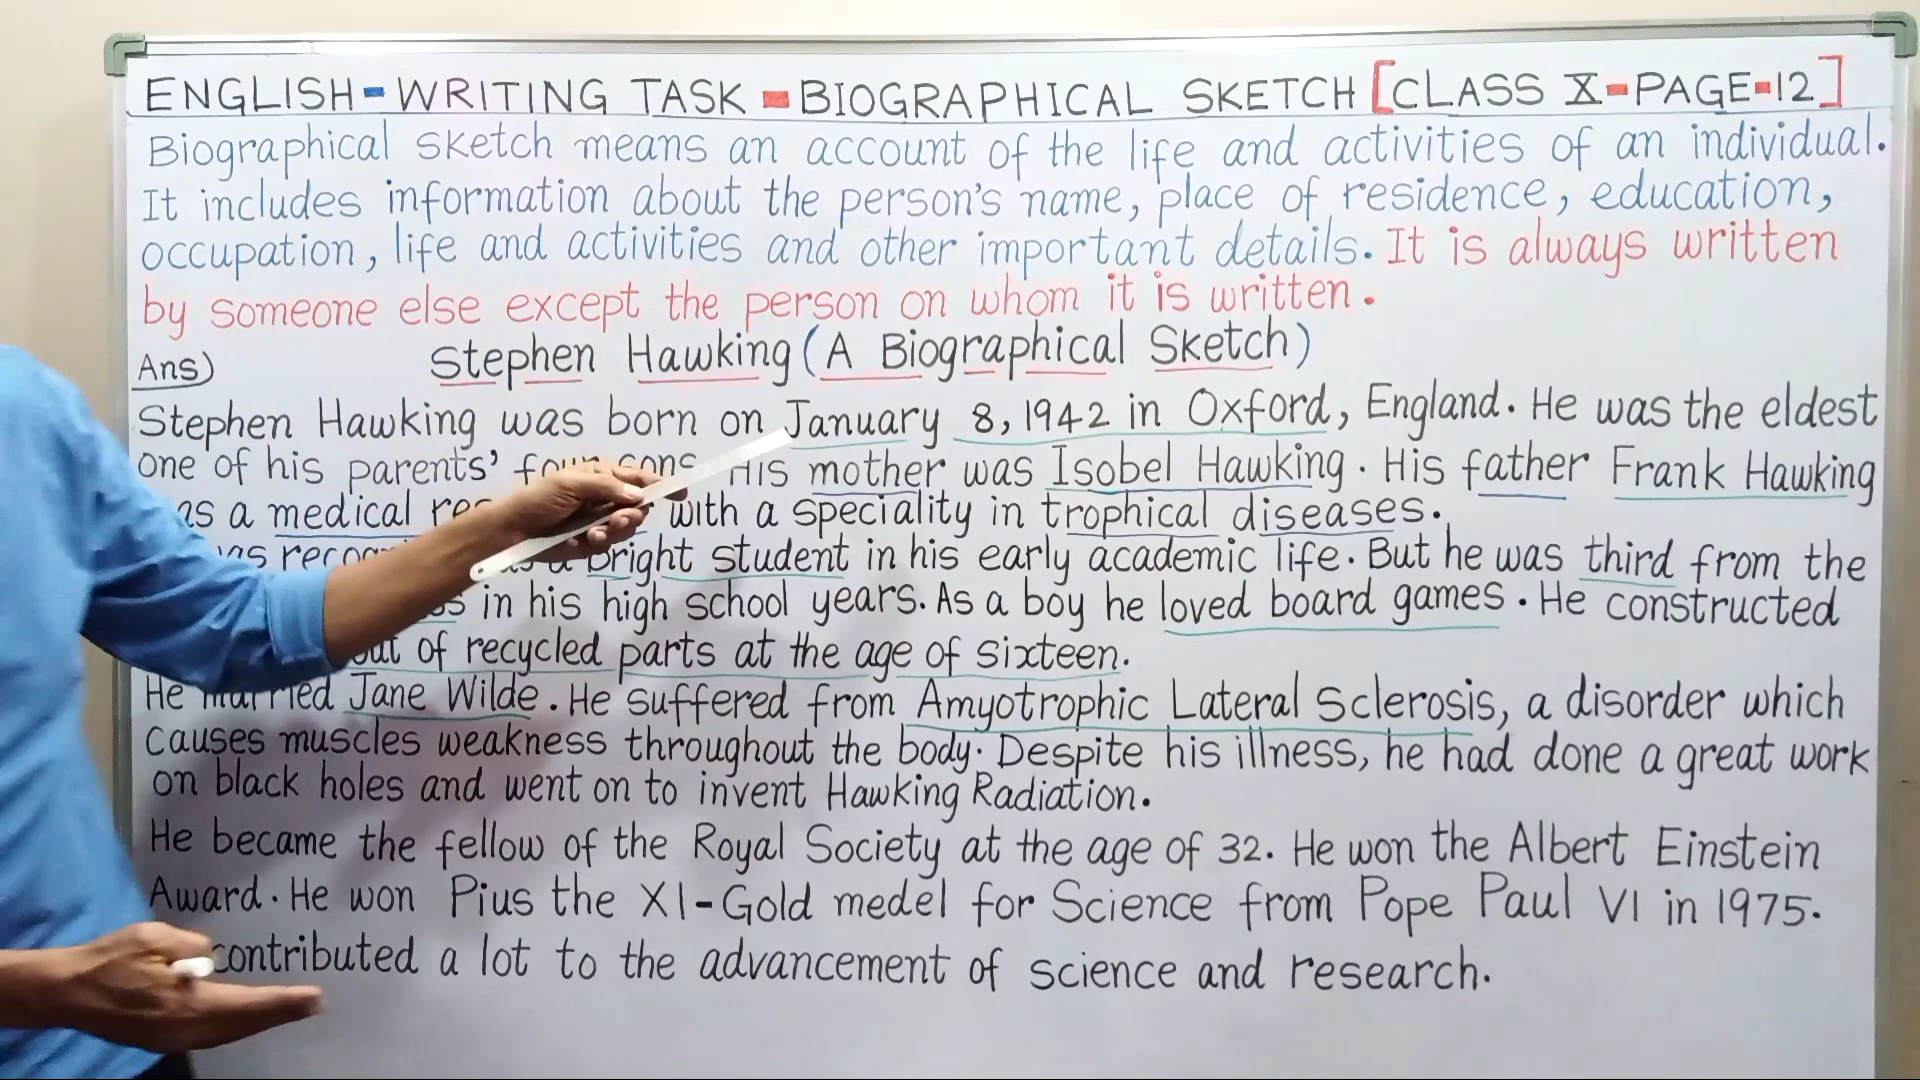 ENGLISH-WRITING TASK-BIOGRAPHICAL SKETCH [CLASS X-PAGE-12]
Biographical sketch means an account of the life and activities of an individual.
It includes information about the person's name, place of residence, education,
occupation, life and activities and other important details. It is always written
by someone else except the person on whom it is written.
Ans) Stephen Hawking (A Biographical Sketch)
Stephen Hawking was born on January 8, 1942 in Oxford, England. He was the eldest
one of his parents' four sons. His mother was Isobel Hawking. His father Frank Hawking
as a medical with a speciality in trophical diseases.
as a bright student in his early academic life. But he was third from the
in his high school years. As a boy he loved board games. He constructed
out of recycled parts at the age of sixteen.
He married Jane Wilde. He suffered from Amyotrophic Lateral Sclerosis, a disorder which
causes muscles weakness throughout the body. Despite his illness, he had done a great work
on black holes and went on to invent Hawking Radiation.
He became the fellow of the Royal Society at the age of 32. He won the Albert Einstein
Award. He won Pius the XI-Gold medel for Science from Pope Paul VI in 1975.
contributed a lot to the advancement of science and research.